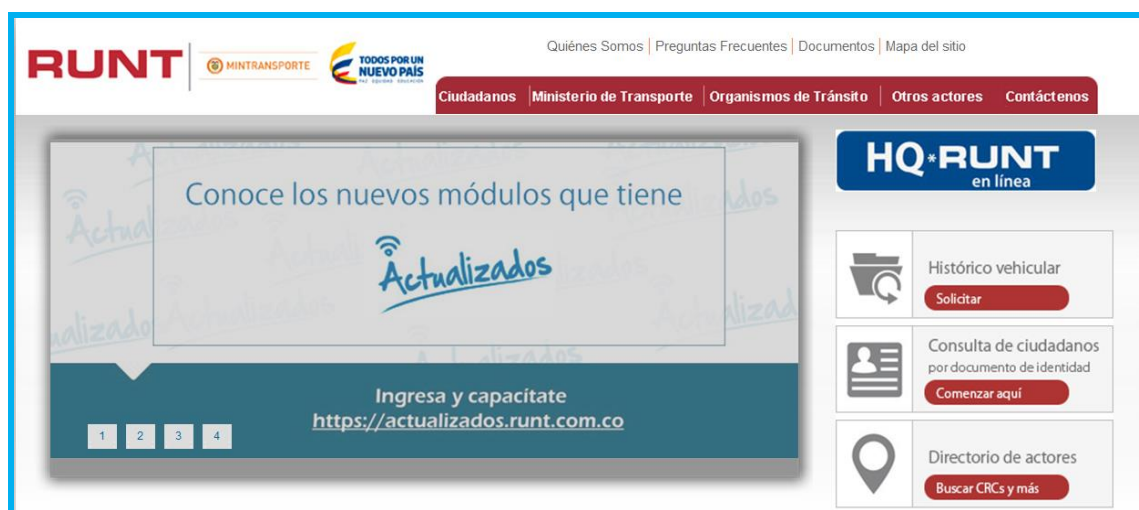 Quiénes Somos | Preguntas Frecuentes | Documentos | Mapa del sitio
RUNT
MINTRANSPORTE
TODOS POR UN
NUEVO PAÍS
PAZ EQUIDAD EDUCACIÓN
Ciudadanos | Ministerio de Transporte | Organismos de Tránsito | Otros actores Contáctenos
HQ*RUNT
en línea
Conoce los nuevos módulos que tiene
Actualizados
Ingresa y capacítate
https://actualizados.runt.com.co
1 2 3 4
Histórico vehicular
Solicitar
Consulta de ciudadanos
por documento de identidad
Comenzar aquí
Directorio de actores
Buscar CRCs y más